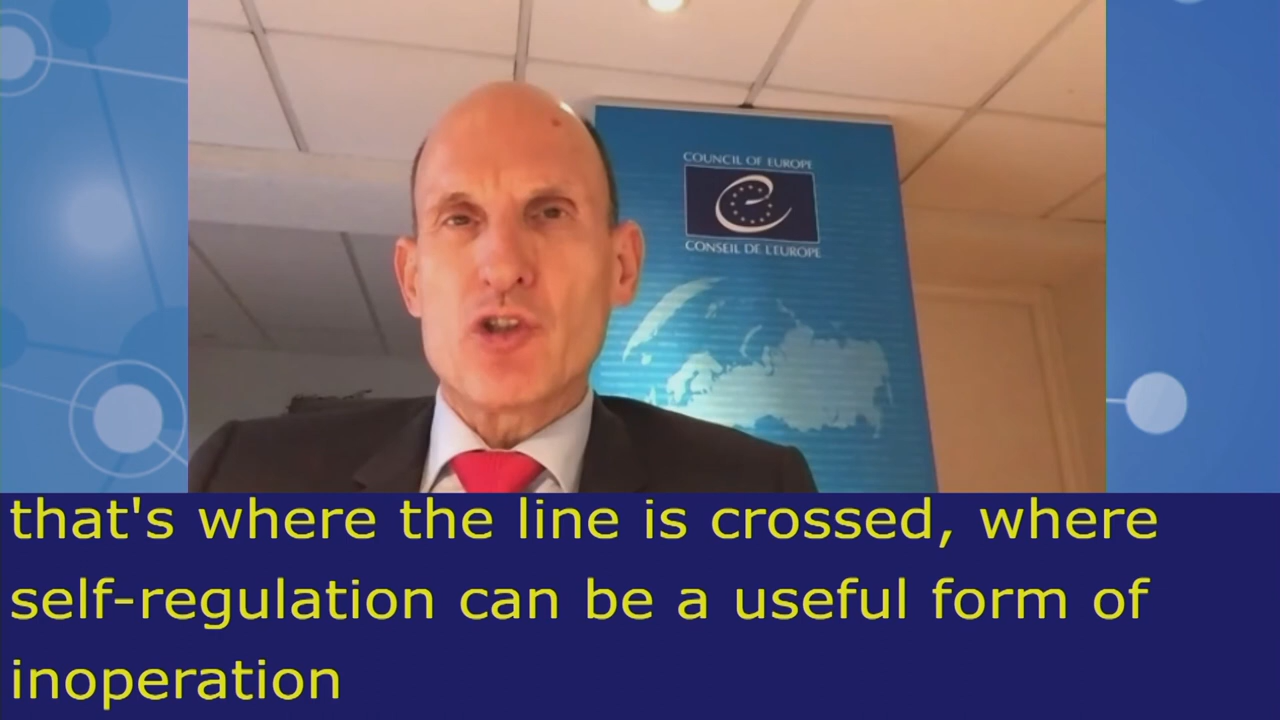 COUNCIL OF EUROPE
CONSEIL DE L'EUROPE
that's where the line is crossed, where
self-regulation can be a useful form of
inoperation